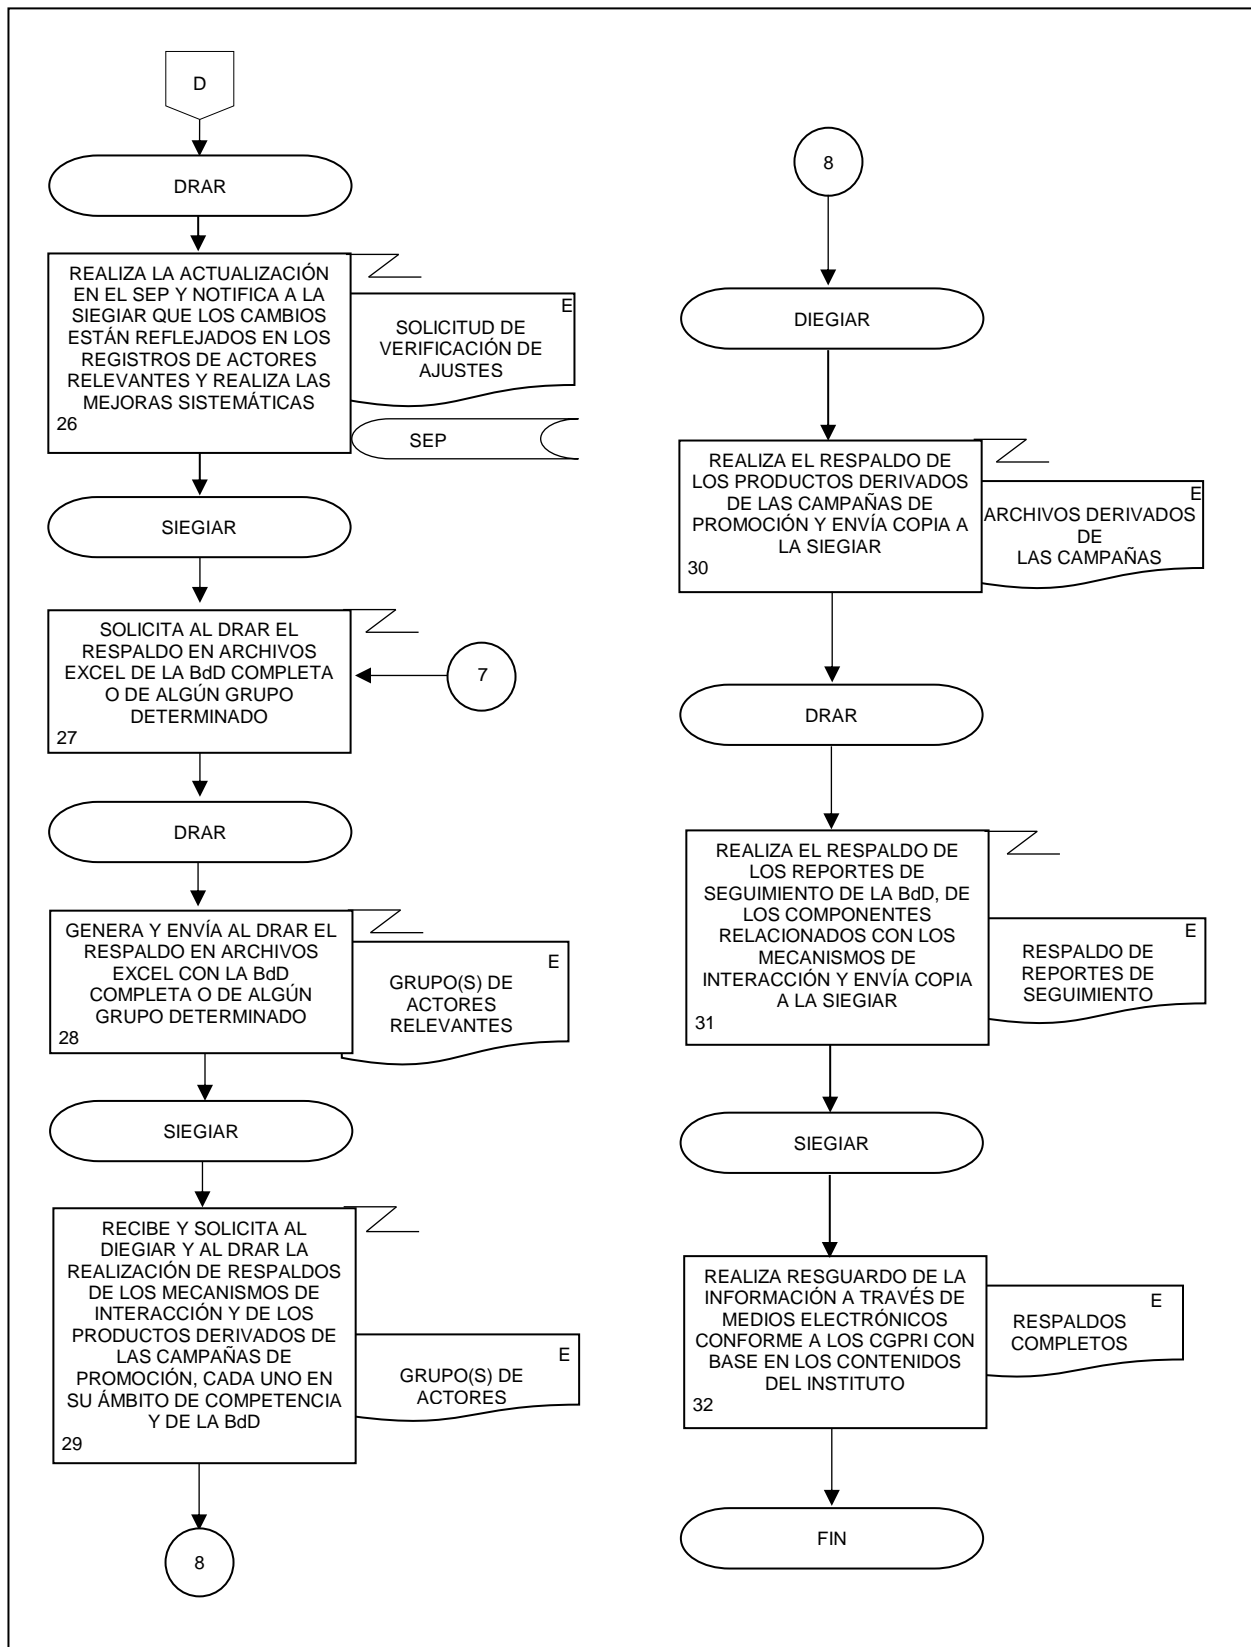 D
DRAR
REALIZA LA ACTUALIZACIÓN
EN EL SEP Y NOTIFICA A LA
SIEGIAR QUE LOS CAMBIOS
ESTÁN REFLEJADOS EN LOS
REGISTROS DE ACTORES
RELEVANTES Y REALIZA LAS
MEJORAS SISTEMÁTICAS
26
E
SOLICITUD DE
VERIFICACIÓN DE
AJUSTES
SEP
SIEGIAR
SOLICITA AL DRAR EL
RESPALDO EN ARCHIVOS
EXCEL DE LA BdD COMPLETA
O DE ALGÚN GRUPO
DETERMINADO
27
7
DRAR
GENERA Y ENVÍA AL DRAR EL
RESPALDO EN ARCHIVOS
EXCEL CON LA BdD
COMPLETA O DE ALGÚN
GRUPO DETERMINADO
28
E
GRUPO(S) DE
ACTORES
RELEVANTES
SIEGIAR
RECIBE Y SOLICITA AL
DIEGIAR Y AL DRAR LA
REALIZACIÓN DE RESPALDOS
DE LOS MECANISMOS DE
INTERACCIÓN Y DE LOS
PRODUCTOS DERIVADOS DE
LAS CAMPAÑAS DE
PROMOCIÓN, CADA UNO EN
SU ÁMBITO DE COMPETENCIA
Y DE LA BdD
29
E
GRUPO(S) DE
ACTORES
8
8
DIEGIAR
REALIZA EL RESPALDO DE
LOS PRODUCTOS DERIVADOS
DE LAS CAMPAÑAS DE
PROMOCIÓN Y ENVÍA COPIA A
LA SIEGIAR
30
E
ARCHIVOS DERIVADOS
DE
LAS CAMPAÑAS
DRAR
REALIZA EL RESPALDO DE
LOS REPORTES DE
SEGUIMIENTO DE LA BdD, DE
LOS COMPONENTES
RELACIONADOS CON LOS
MECANISMOS DE
INTERACCIÓN Y ENVÍA COPIA
A LA SIEGIAR
31
E
RESPALDO DE
REPORTES DE
SEGUIMIENTO
SIEGIAR
REALIZA RESGUARDO DE LA
INFORMACIÓN A TRAVÉS DE
MEDIOS ELECTRÓNICOS
CONFORME A LOS CGPRI CON
BASE EN LOS CONTENIDOS
DEL INSTITUTO
32
E
RESPALDOS
COMPLETOS
FIN